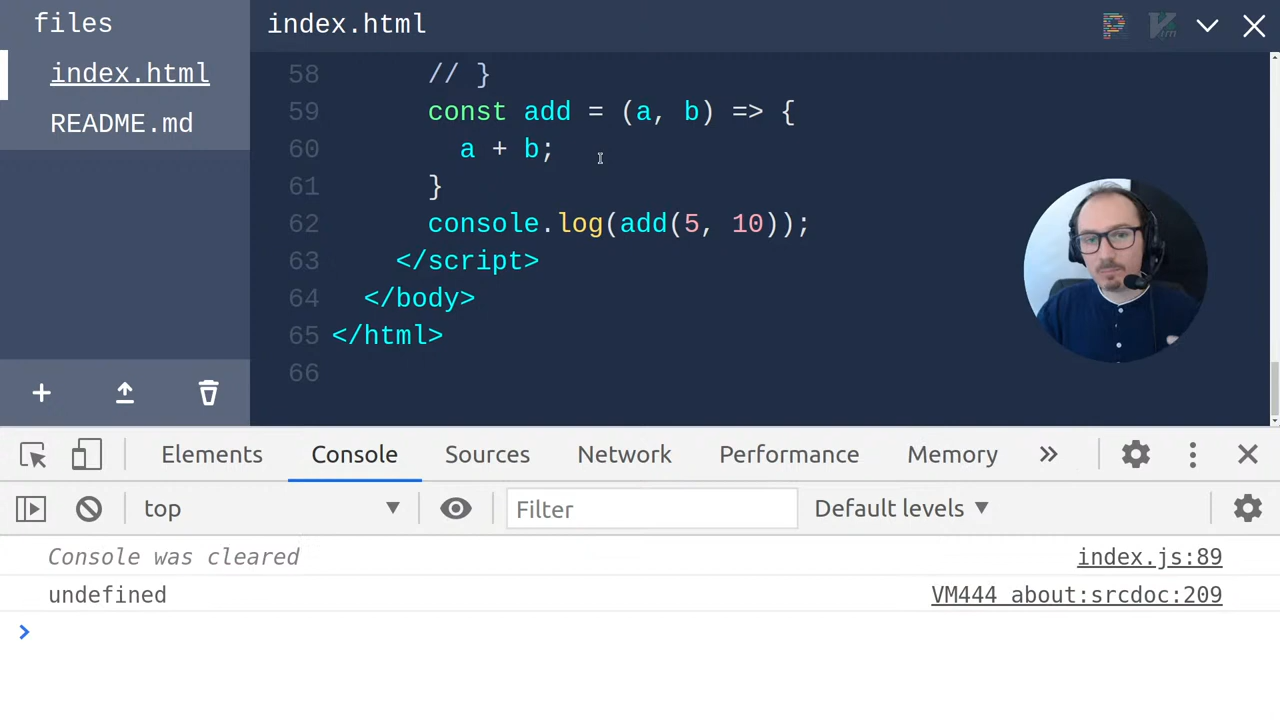 files
index.html
index.html
README.md
58 // }
59 const add = (a, b) => {
60 a + b;
61 }
62 console.log(add(5, 10));
63 </script>
64 </body>
65 </html>
66
Elements Console Sources Network Performance Memory »
top Filter Default levels
Console was cleared index.js:89
undefined VM444 about:srcdoc:209
>